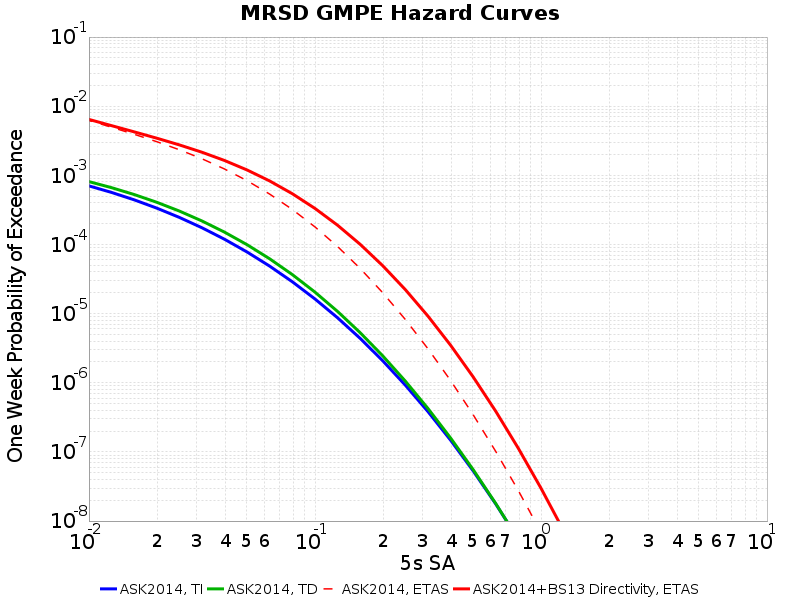 MRSD GMPE Hazard Curves
One Week Probability of Exceedance
10^-1
10^-2
10^-3
10^-4
10^-5
10^-6
10^-7
10^-8
10^-2 2 3 4 5 6 10^-1 2 3 4 5 6 7 10^0 2 3 4 5 6 7 10^1
5s SA
ASK2014, TI ASK2014, TD ASK2014, ETAS ASK2014+BS13 Directivity, ETAS